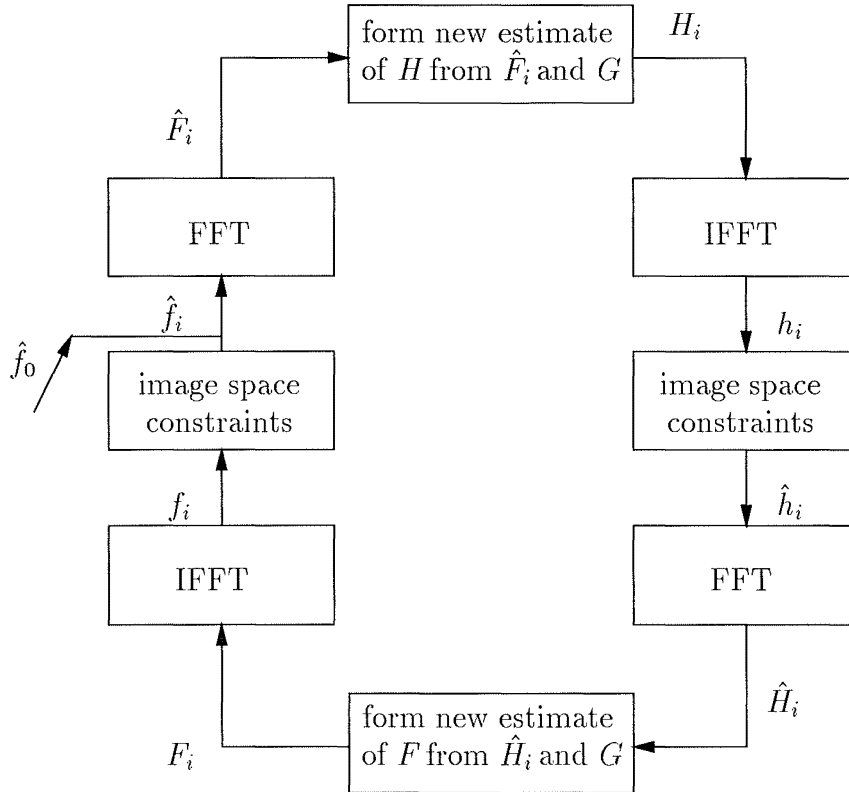 form new estimate
of H from F̂ᵢ and G
Hᵢ
F̂ᵢ
FFT
IFFT
f̂ᵢ
hᵢ
f̂₀
image space
constraints
image space
constraints
fᵢ
ĥᵢ
IFFT
FFT
Ĥᵢ
Fᵢ
form new estimate
of F from Ĥᵢ and G